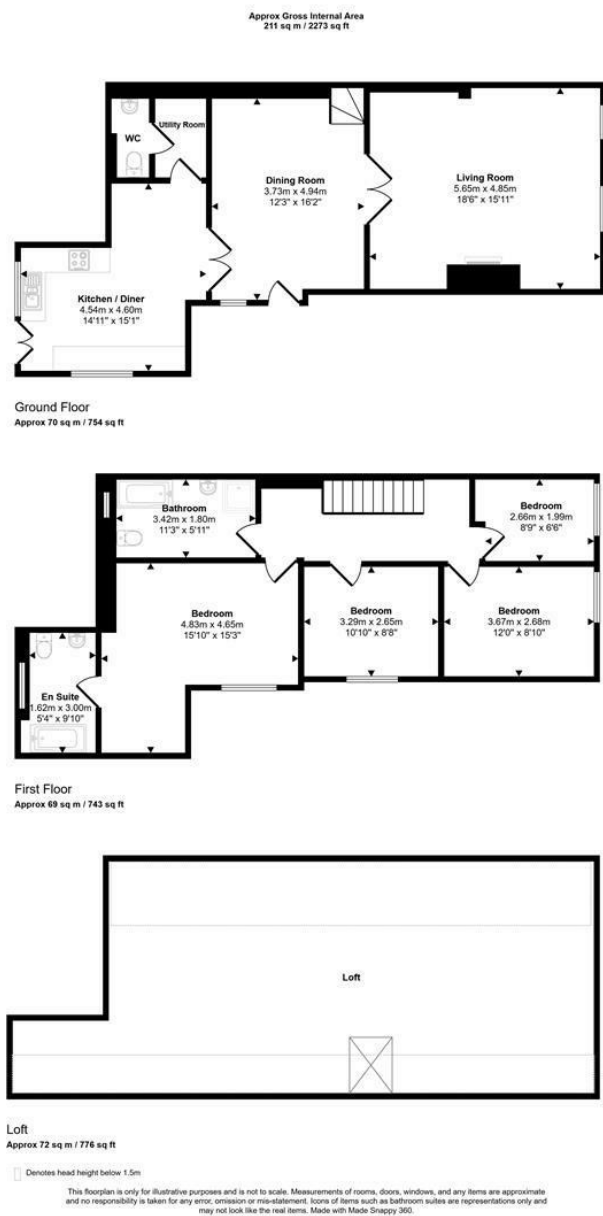 Approx Gross Internal Area
211 sq m / 2273 sq ft
WC
Utility Room
Dining Room
3.73m x 4.94m
12'3" x 16'2"
Living Room
5.65m x 4.85m
18'6" x 15'11"
Kitchen / Diner
4.54m x 4.60m
14'11" x 15'1"
Ground Floor
Approx 70 sq m / 754 sq ft
Bathroom
3.42m x 1.80m
11'3" x 5'11"
Bedroom
2.66m x 1.99m
8'9" x 6'6"
Bedroom
4.83m x 4.65m
15'10" x 15'3"
Bedroom
3.29m x 2.65m
10'10" x 8'8"
Bedroom
3.67m x 2.68m
12'0" x 8'10"
En Suite
1.62m x 3.00m
5'4" x 9'10"
First Floor
Approx 69 sq m / 743 sq ft
Loft
Loft
Approx 72 sq m / 776 sq ft
Denotes head height below 1.5m
This floorplan is only for illustrative purposes and is not to scale. Measurements of rooms, doors, windows, and any items are approximate
and no responsibility is taken for any error, omission or mis-statement. Icons of items such as bathroom suites are representations only and
may not look like the real items. Made with Made Snappy 360.